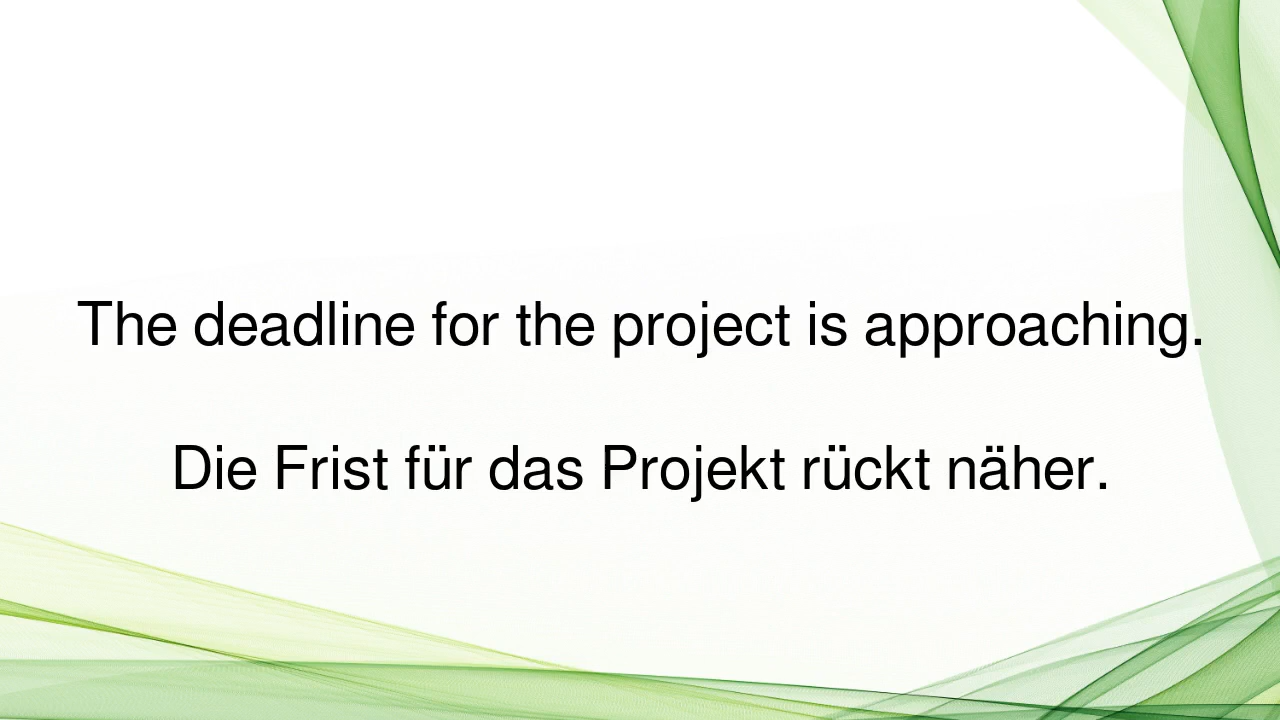 The deadline for the project is approaching.
Die Frist für das Projekt rückt näher.